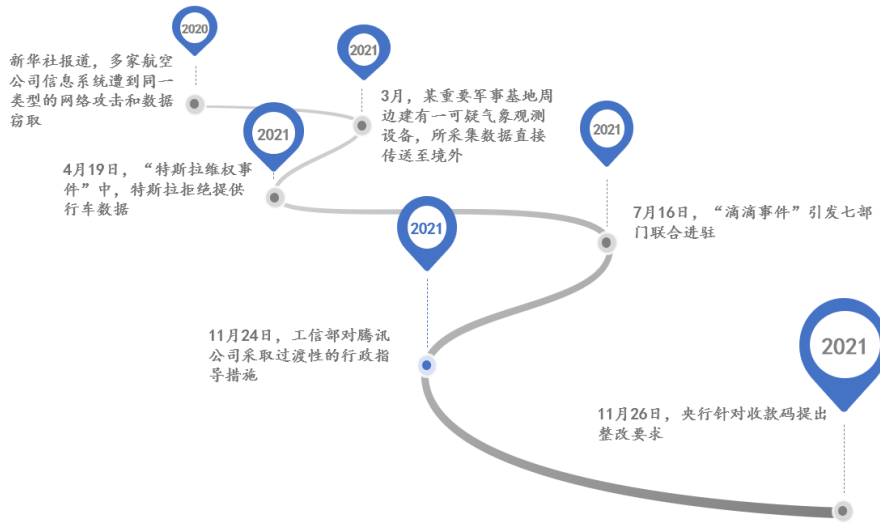 2020
新华社报道，多家航空
公司信息系统遭到同一
类型的网络攻击和数据
窃取
2021
3月，某重要军事基地周
边建有一可疑气象观测
设备，所采集数据直接
传送至境外
2021
4月19日，“特斯拉维权事
件”中，特斯拉拒绝提供
行车数据
2021
7月16日，“滴滴事件”引发七部
门联合进驻
2021
11月24日，工信部对腾讯
公司采取过渡性的行政指
导措施
2021
11月26日，央行针对收款码提出
整改要求